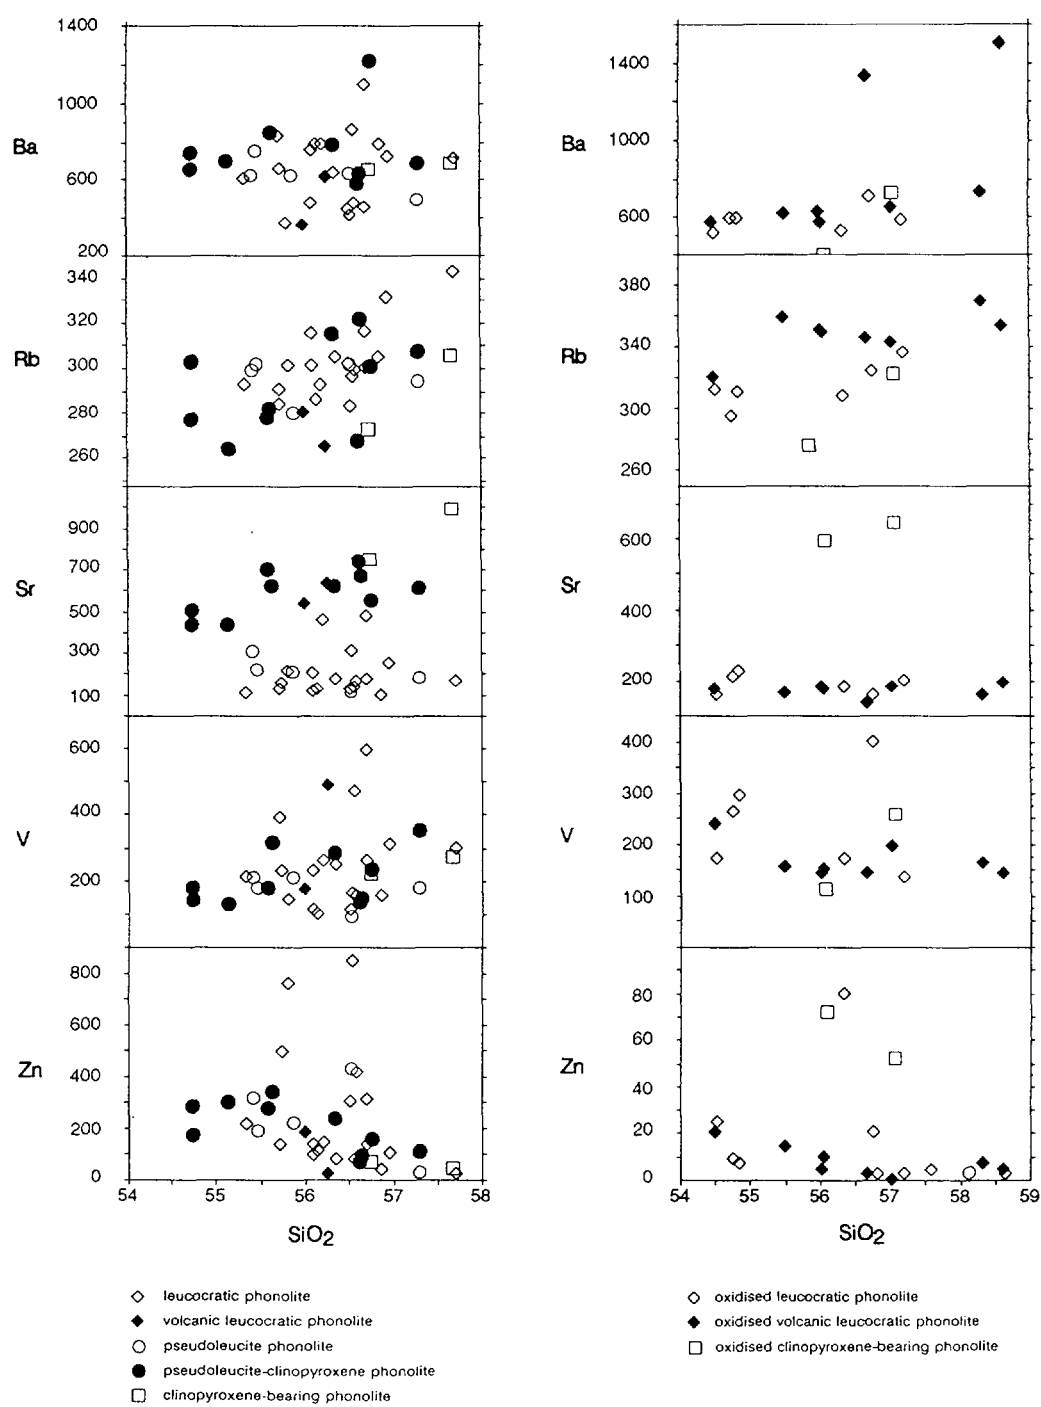 Ba
1400
1000
600
200
Rb
340
320
300
280
260
Sr
900
700
500
300
100
V
600
400
200
Zn
800
600
400
200
0
54 55 56 57 58
SiO2
Ba
1400
1000
600
Rb
380
340
300
260
Sr
600
400
200
V
400
300
200
100
Zn
80
60
40
20
0
54 55 56 57 58 59
SiO2
leucocratic phonolite
volcanic leucocratic phonolite
pseudoleucite phonolite
pseudoleucite-clinopyroxene phonolite
clinopyroxene-bearing phonolite
oxidised leucocratic phonolite
oxidised volcanic leucocratic phonolite
oxidised clinopyroxene-bearing phonolite